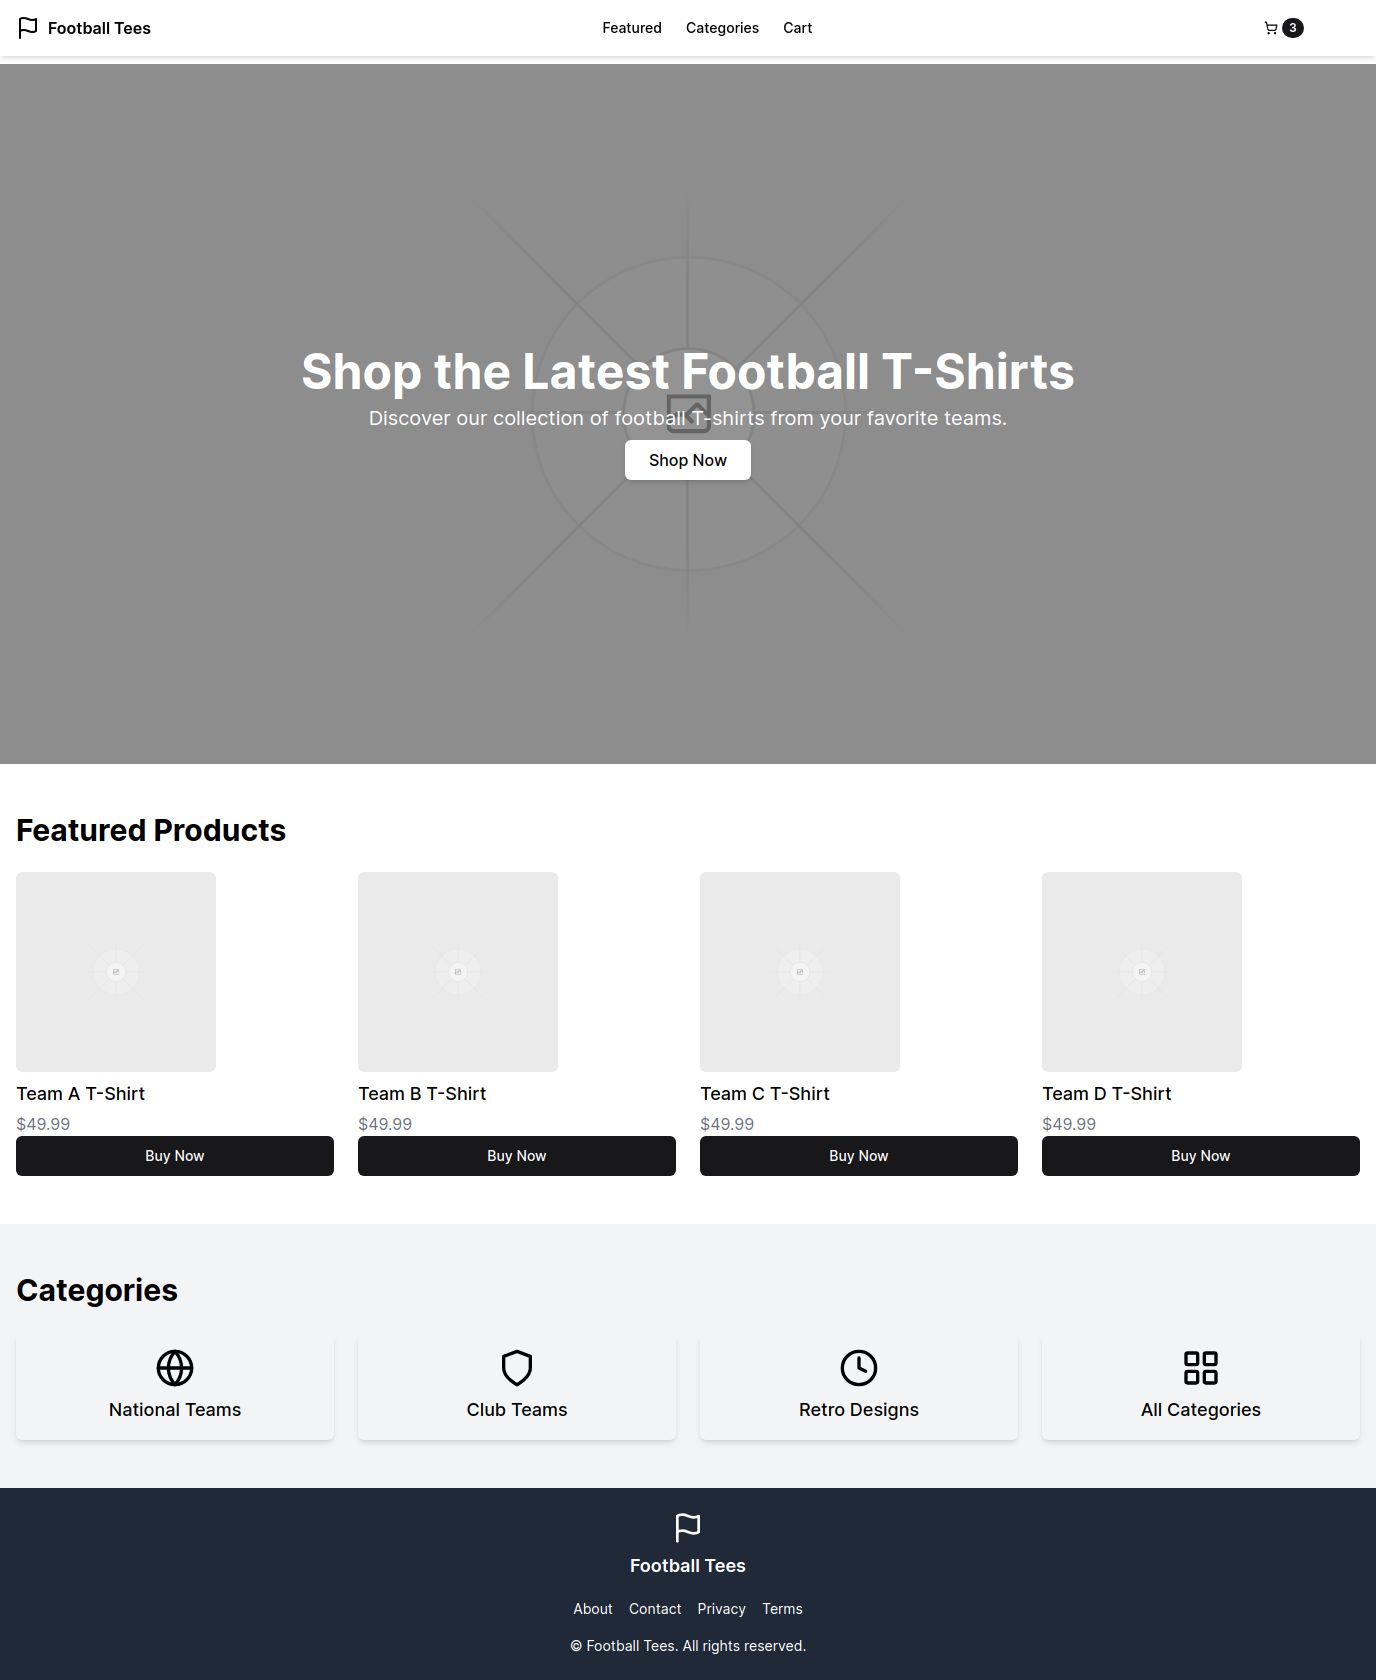 Football Tees
Featured Categories Cart
3
Shop the Latest Football T-Shirts
Discover our collection of football T-shirts from your favorite teams.
Shop Now
Featured Products
Team A T-Shirt
$49.99
Buy Now
Team B T-Shirt
$49.99
Buy Now
Team C T-Shirt
$49.99
Buy Now
Team D T-Shirt
$49.99
Buy Now
Categories
National Teams
Club Teams
Retro Designs
All Categories
Football Tees
About Contact Privacy Terms
© Football Tees. All rights reserved.